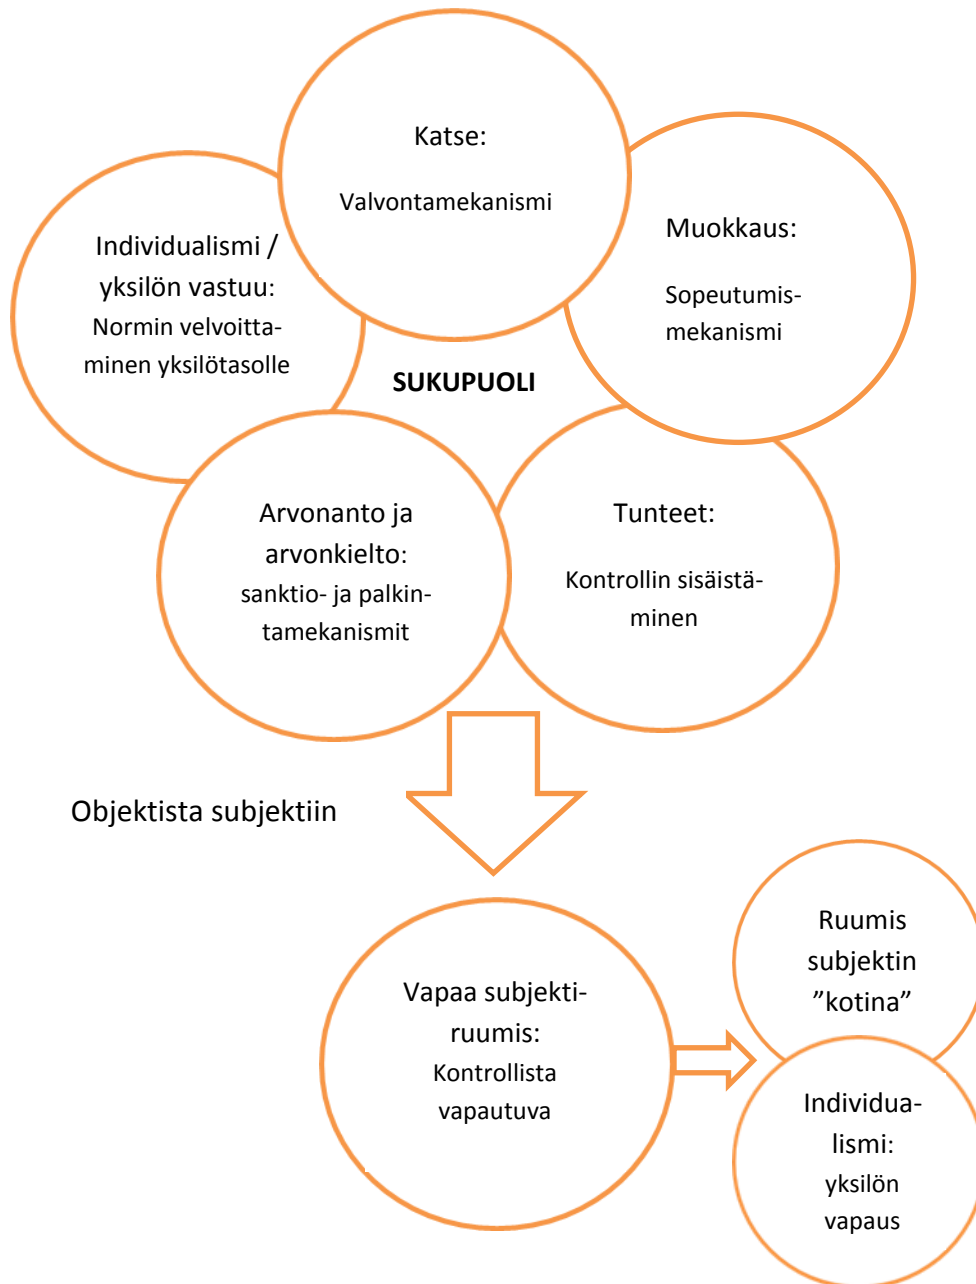 Katse:
Valvontamekanismi
Muokkaus:
Sopeutumis-
mekanismi
Individualismi /
yksilön vastuu:
Normin velvoitta-
minen yksilötasolle
SUKUPUOLI
Arvonanto ja
arvonkielto:
sanktio- ja palkin-
tamekanismit
Tunteet:
Kontrollin sisäistä-
minen
Objektista subjektiin
Vapaa subjekti-
ruumis:
Kontrollista
vapautuva
Ruumis
subjektin
”kotina”
Individua-
lismi:
yksilön
vapaus